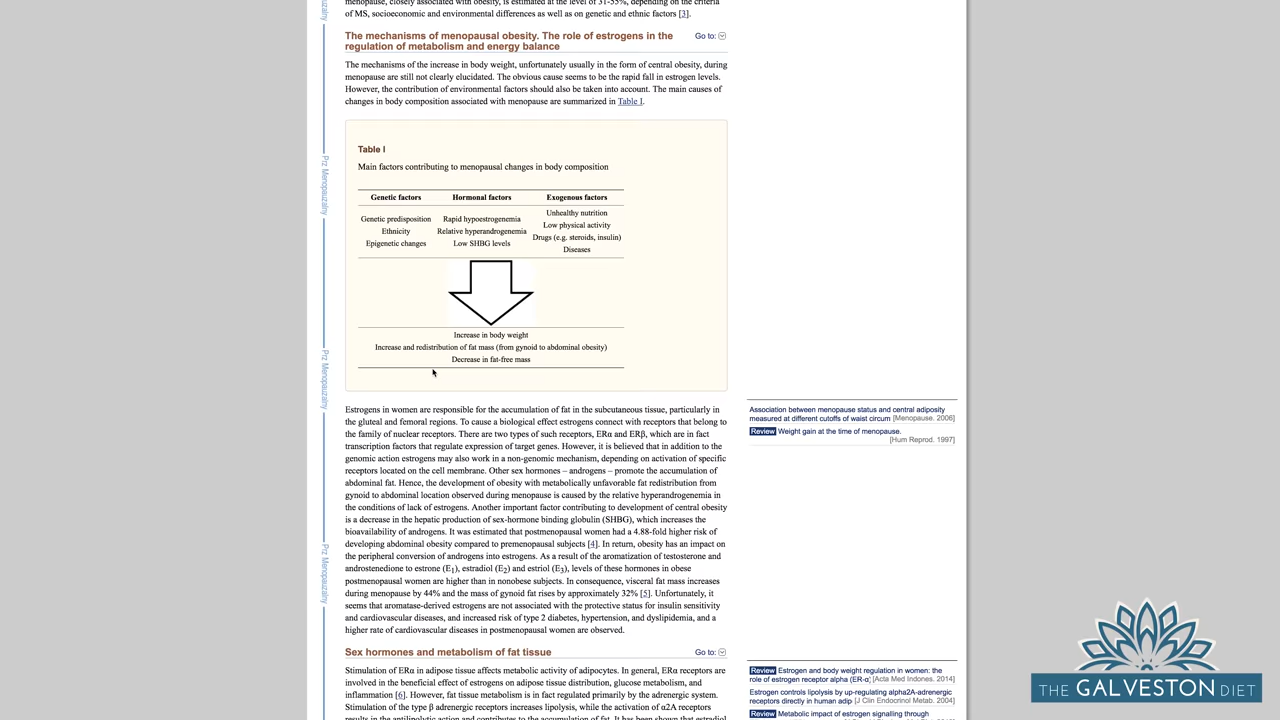 menopause, closely associated with obesity, is estimated at the level of 31-55%, depending on the criteria
of MS, socioeconomic and environmental differences as well as on genetic and ethnic factors [3].
The mechanisms of menopausal obesity. The role of estrogens in the
regulation of metabolism and energy balance
Go to:
The mechanisms of the increase in body weight, unfortunately usually in the form of central obesity, during
menopause are still not clearly elucidated. The obvious cause seems to be the rapid fall in estrogen levels.
However, the contribution of environmental factors should also be taken into account. The main causes of
changes in body composition associated with menopause are summarized in Table I.
Table I
Main factors contributing to menopausal changes in body composition
Genetic factors Hormonal factors Exogenous factors
Genetic predisposition
Ethnicity
Epigenetic changes
Rapid hypoestrogenemia
Relative hyperandrogenemia
Low SHBG levels
Unhealthy nutrition
Low physical activity
Drugs (e.g. steroids, insulin)
Diseases
Increase in body weight
Increase and redistribution of fat mass (from gynoid to abdominal obesity)
Decrease in fat-free mass
Estrogens in women are responsible for the accumulation of fat in the subcutaneous tissue, particularly in
the gluteal and femoral regions. To cause a biological effect estrogens connect with receptors that belong to
the family of nuclear receptors. There are two types of such receptors, ERα and ERβ, which are in fact
transcription factors that regulate expression of target genes. However, it is believed that in addition to the
genomic action estrogens may also work in a non-genomic mechanism, depending on activation of specific
receptors located on the cell membrane. Other sex hormones – androgens – promote the accumulation of
abdominal fat. Hence, the development of obesity with metabolically unfavorable fat redistribution from
gynoid to abdominal location observed during menopause is caused by the relative hyperandrogenemia in
the conditions of lack of estrogens. Another important factor contributing to development of central obesity
is a decrease in the hepatic production of sex-hormone binding globulin (SHBG), which increases the
bioavailability of androgens. It was estimated that postmenopausal women had a 4.88-fold higher risk of
developing abdominal obesity compared to premenopausal subjects [4]. In return, obesity has an impact on
the peripheral conversion of androgens into estrogens. As a result of the aromatization of testosterone and
androstenedione to estrone (E1), estradiol (E2) and estriol (E3), levels of these hormones in obese
postmenopausal women are higher than in nonobese subjects. In consequence, visceral fat mass increases
during menopause by 44% and the mass of gynoid fat rises by approximately 32% [5]. Unfortunately, it
seems that aromatase-derived estrogens are not associated with the protective status for insulin sensitivity
and cardiovascular diseases, and increased risk of type 2 diabetes, hypertension, and dyslipidemia, and a
higher rate of cardiovascular diseases in postmenopausal women are observed.
Sex hormones and metabolism of fat tissue
Go to:
Stimulation of ERα in adipose tissue affects metabolic activity of adipocytes. In general, ERα receptors are
involved in the beneficial effect of estrogens on adipose tissue distribution, glucose metabolism, and
inflammation [6]. However, fat tissue metabolism is in fact regulated primarily by the adrenergic system.
Stimulation of the type β adrenergic receptors increases lipolysis, while the activation of α2A receptors
results in the antilipolytic action and contributes to the accumulation of fat. It has been shown that estradiol
Prz Menopauzalny
Prz Menopauzalny
Prz Menopauzalny
Association between menopause status and central adiposity
measured at different cutoffs of waist circum [Menopause. 2006]
Review Weight gain at the time of menopause.
[Hum Reprod. 1997]
Review Estrogen and body weight regulation in women: the
role of estrogen receptor alpha (ER-α) [Acta Med Indones. 2014]
Estrogen controls lipolysis by up-regulating alpha2A-adrenergic
receptors directly in human adip [J Clin Endocrinol Metab. 2004]
Review Metabolic impact of estrogen signalling through
THE GALVESTON DIET